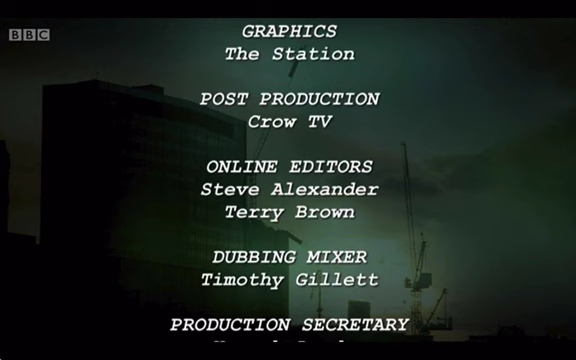 BBC
GRAPHICS
The Station
POST PRODUCTION
Crow TV
ONLINE EDITORS
Steve Alexander
Terry Brown
DUBBING MIXER
Timothy Gillett
PRODUCTION SECRETARY